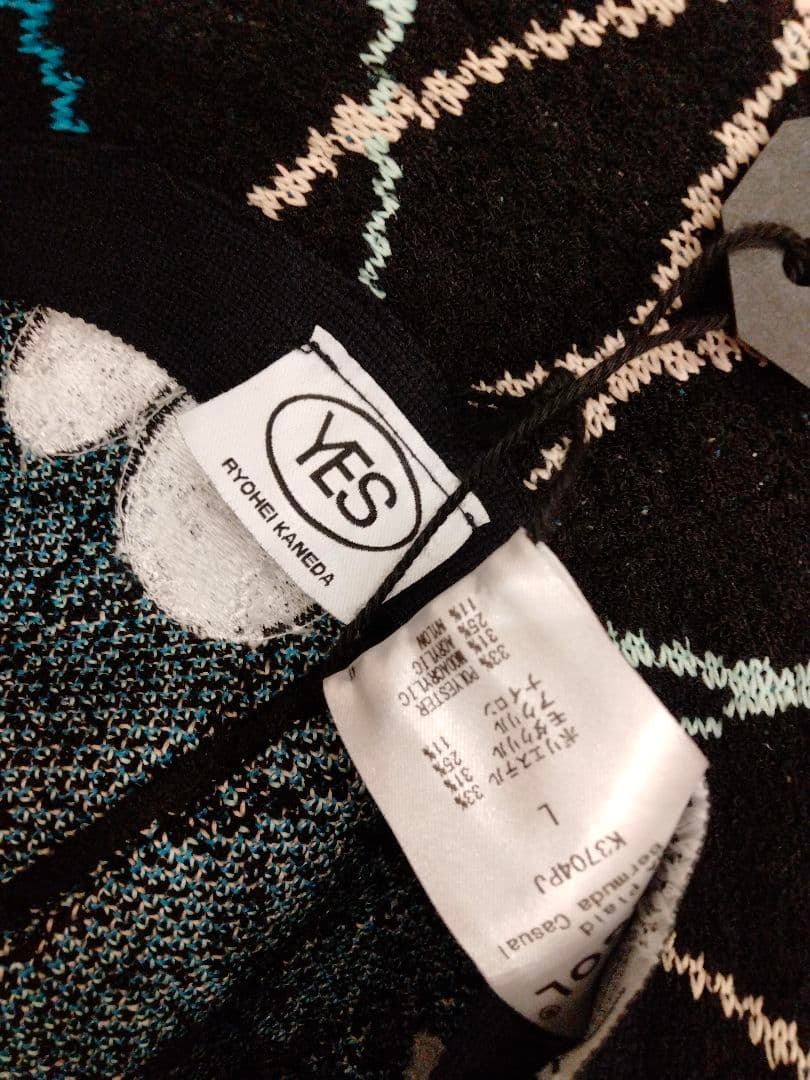 YES
RYOHEI KANEDA
Plaid
Bermuda Casual
K3704PJ
L
ポリエステル 33%
モダクリル 31%
アクリル 25%
ナイロン 11%
33% POLYESTER
31% MODACRYLIC
25% ACRYLIC
11% NYLON